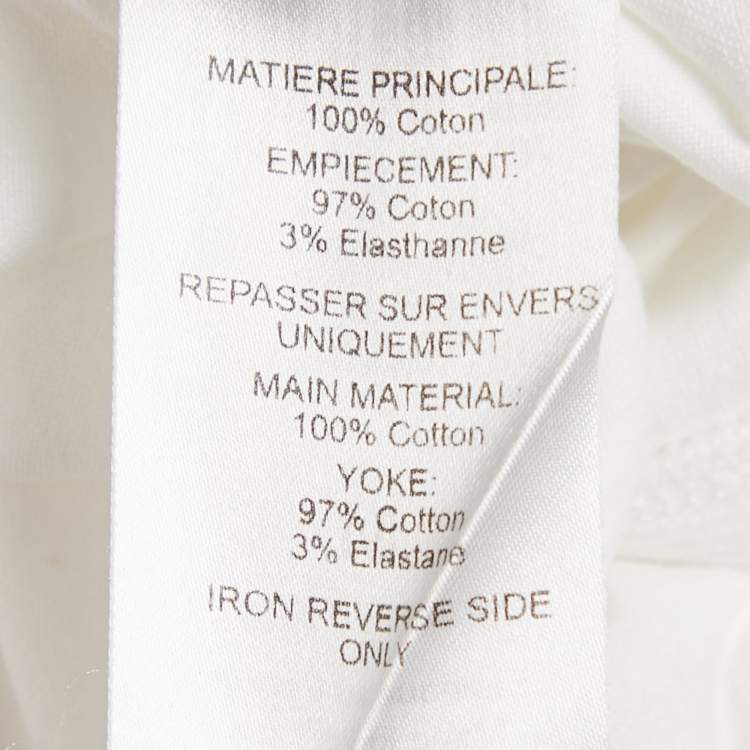 MATIERE PRINCIPALE:
100% Coton
EMPIECEMENT:
97% Coton
3% Elasthanne
REPASSER SUR ENVERS
UNIQUEMENT
MAIN MATERIAL:
100% Cotton
YOKE:
97% Cotton
3% Elastane
IRON REVERSE SIDE
ONLY